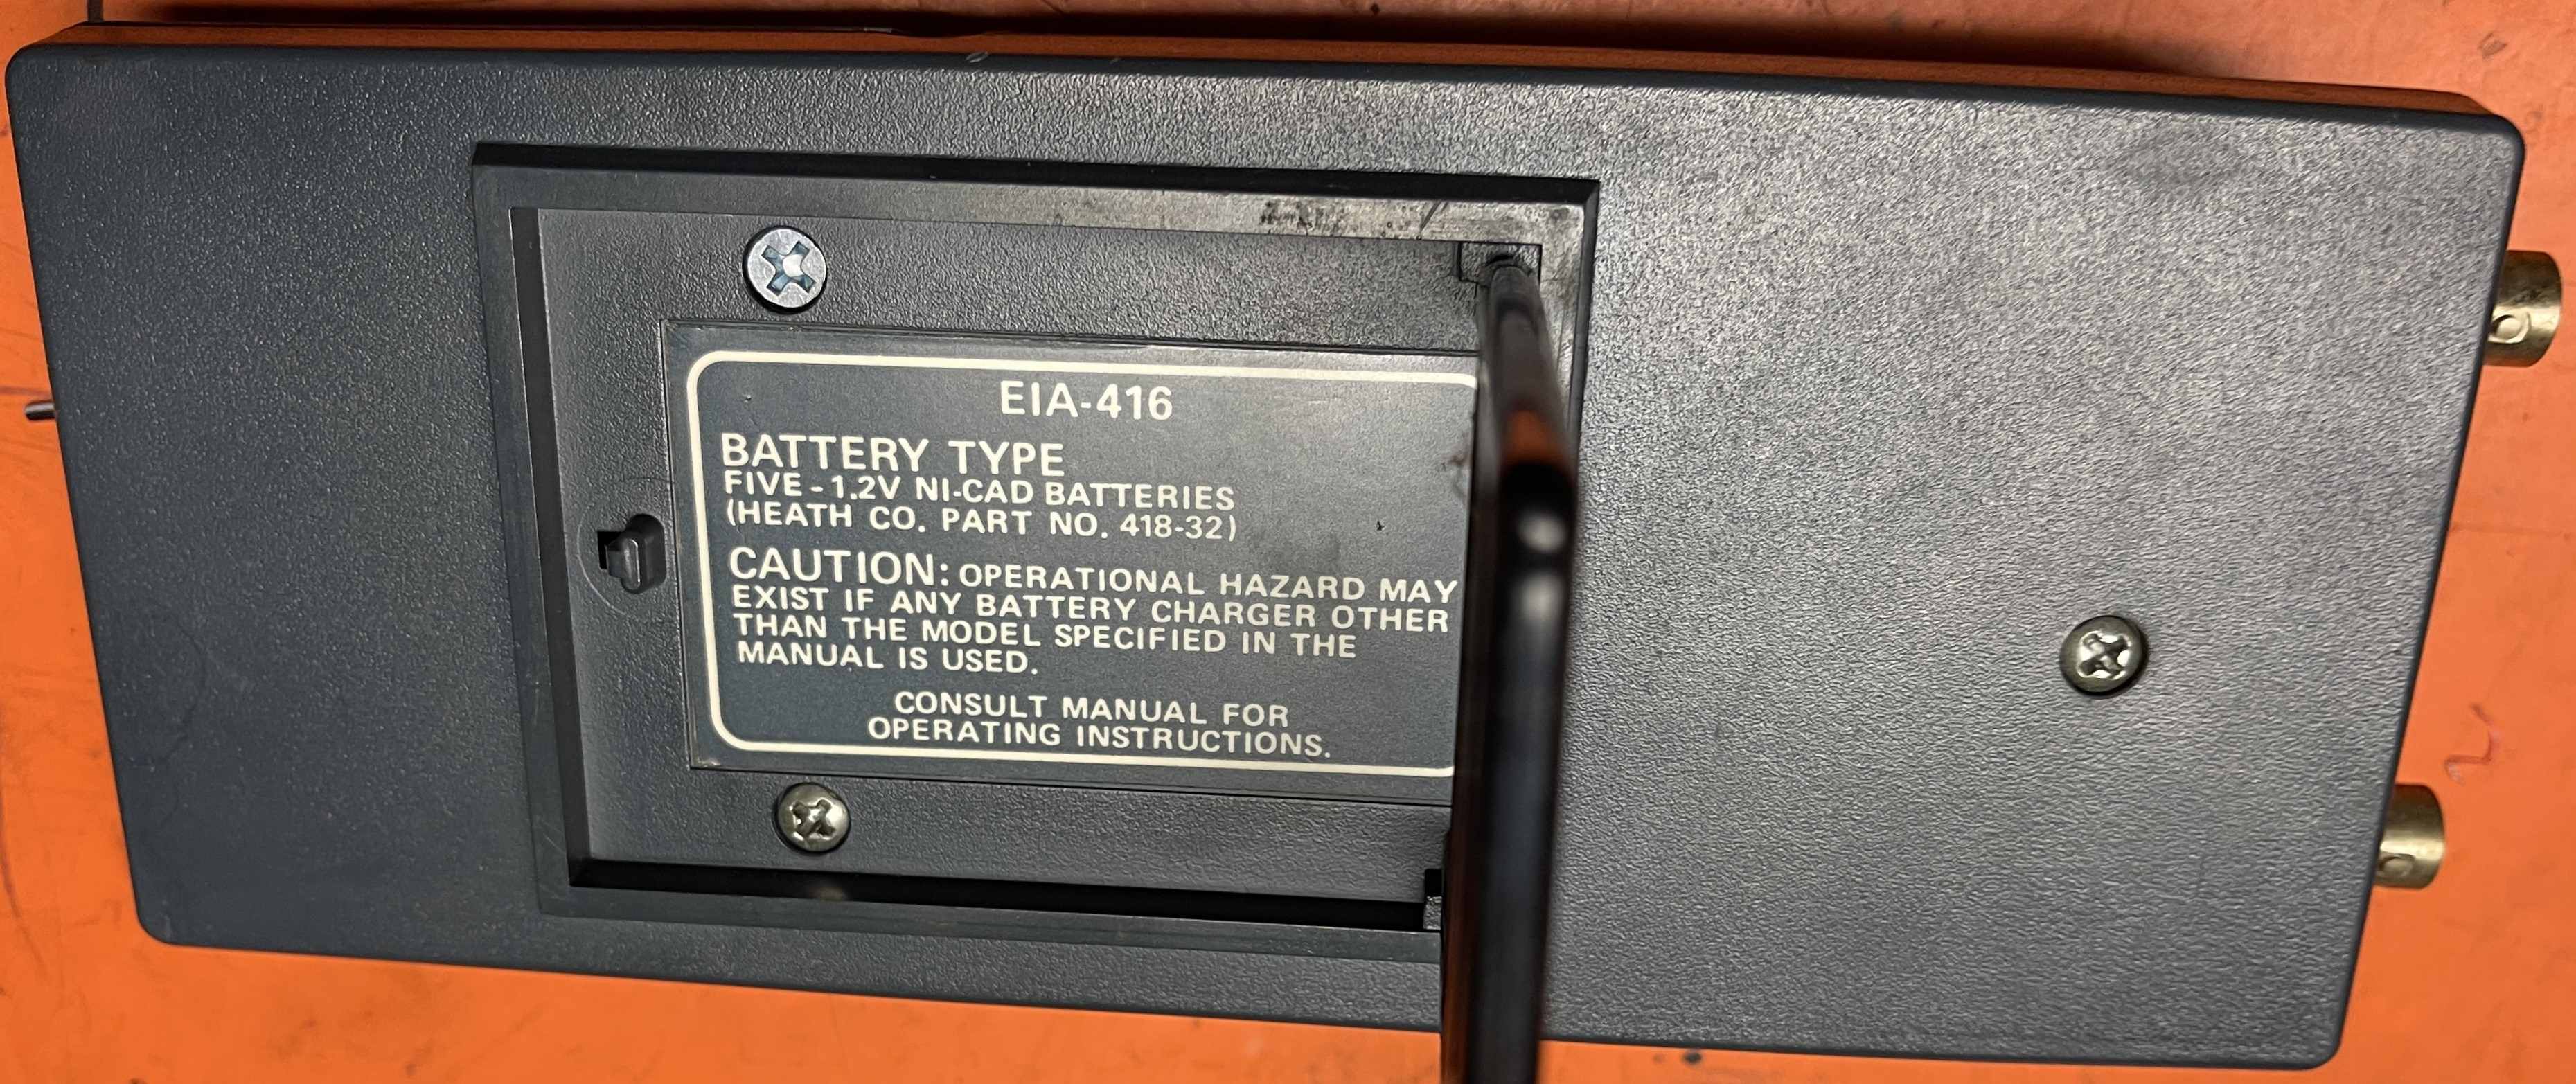 EIA-416
BATTERY TYPE
FIVE-1.2V NI-CAD BATTERIES
(HEATH CO. PART NO. 418-32)
CAUTION: OPERATIONAL HAZARD MAY
EXIST IF ANY BATTERY CHARGER OTHER
THAN THE MODEL SPECIFIED IN THE
MANUAL IS USED.
CONSULT MANUAL FOR
OPERATING INSTRUCTIONS.